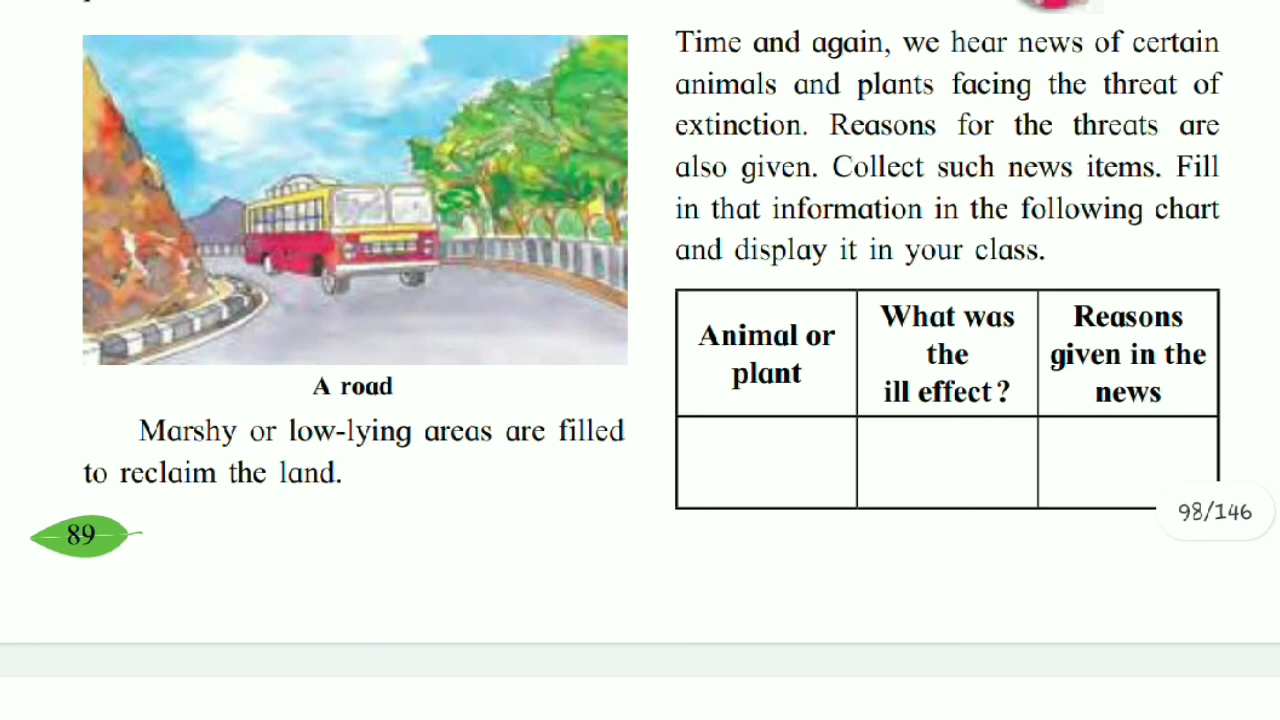 A road
Marshy or low-lying areas are filled
to reclaim the land.
89
Time and again, we hear news of certain
animals and plants facing the threat of
extinction. Reasons for the threats are
also given. Collect such news items. Fill
in that information in the following chart
and display it in your class.
Animal or
plant
What was
the
ill effect?
Reasons
given in the
news
98/146